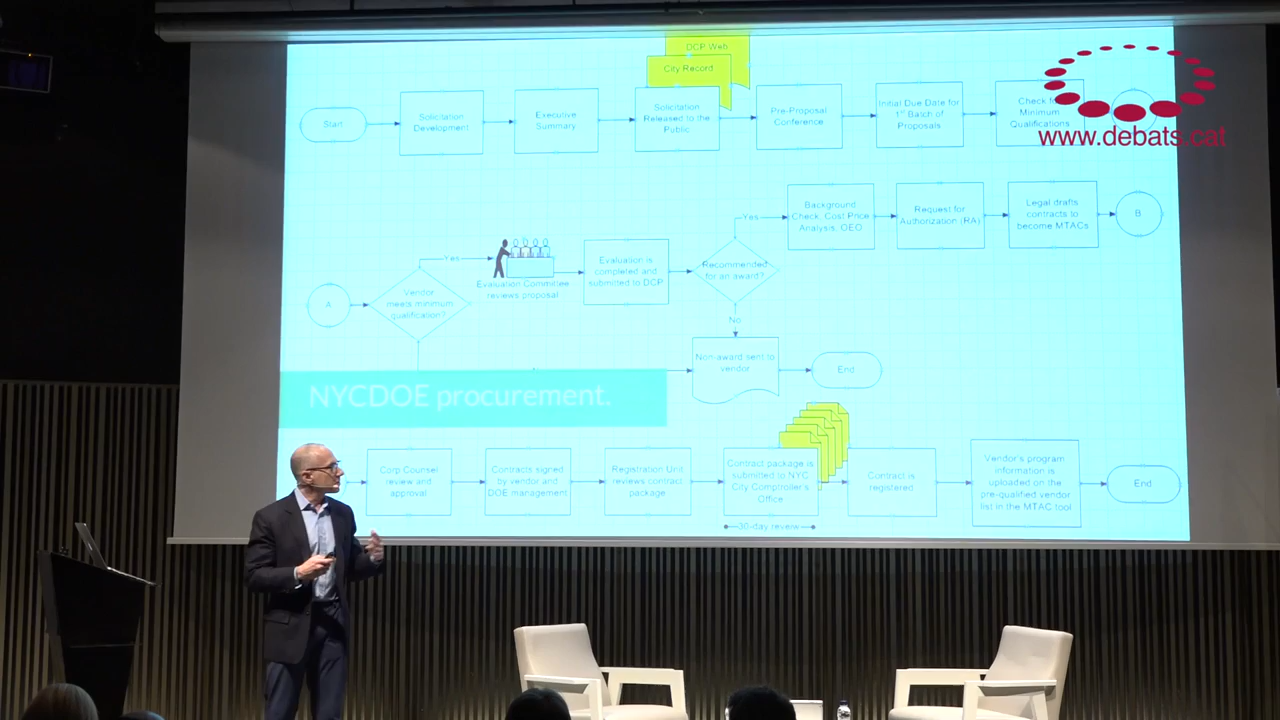 DCP Web
City Record
www.debats.cat
Start
Solicitation
Development
Executive
Summary
Solicitation
Released to the
Public
Pre-Proposal
Conference
Initial Due Date for
1st Batch of
Proposals
Check for
Minimum
Qualifications
Yes
Background
Check, Cost Price
Analysis, OEO
Request for
Authorization (RA)
Legal drafts
contracts to
become MTACs
B
A
Vendor
meets minimum
qualification?
Yes
Evaluation Committee
reviews proposal
Evaluation is
completed and
submitted to DCP
Recommended
for an award?
No
Non-award sent to
vendor
End
NYCDOE procurement.
Corp Counsel
review and
approval
Contracts signed
by vendor and
DOE management
Registration Unit
reviews contract
package
Contract package is
submitted to NYC
City Comptroller's
Office
30-day review
Contract is
registered
Vendor's program
information is
uploaded on the
pre-qualified vendor
list in the MTAC tool
End